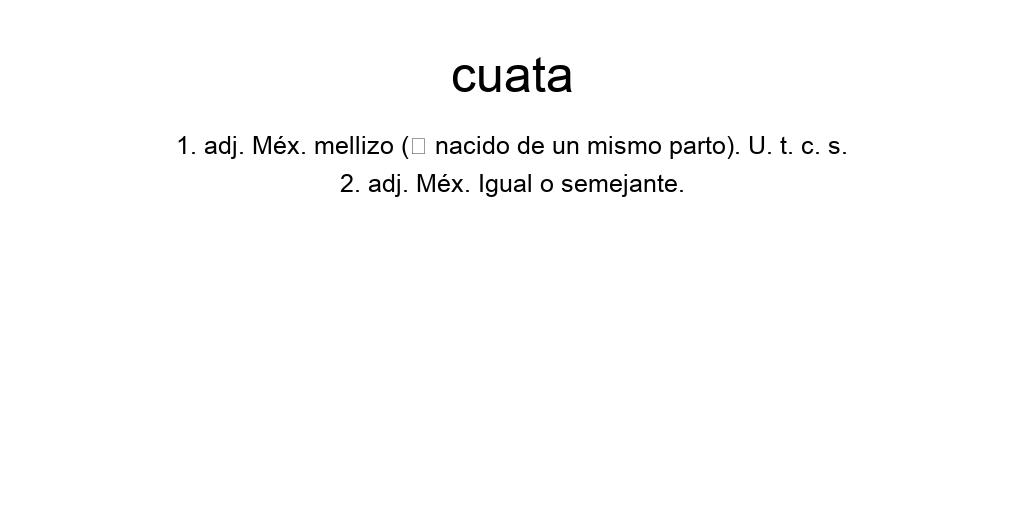 cuata
1. adj. Méx. mellizo (□ nacido de un mismo parto). U. t. c. s.
2. adj. Méx. Igual o semejante.